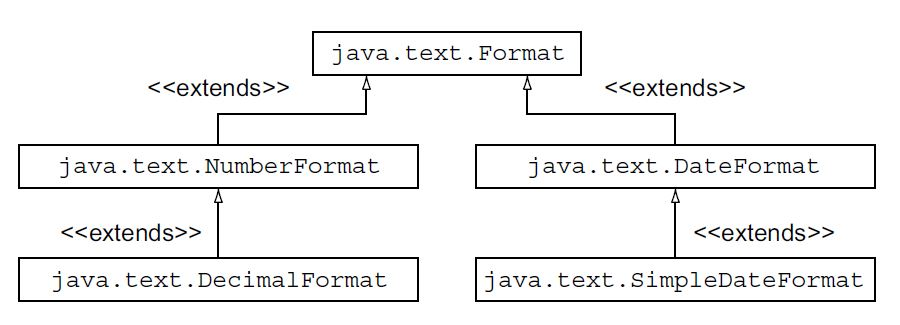 java.text.Format
<<extends>>
<<extends>>
java.text.NumberFormat
java.text.DateFormat
<<extends>>
<<extends>>
java.text.DecimalFormat
java.text.SimpleDateFormat